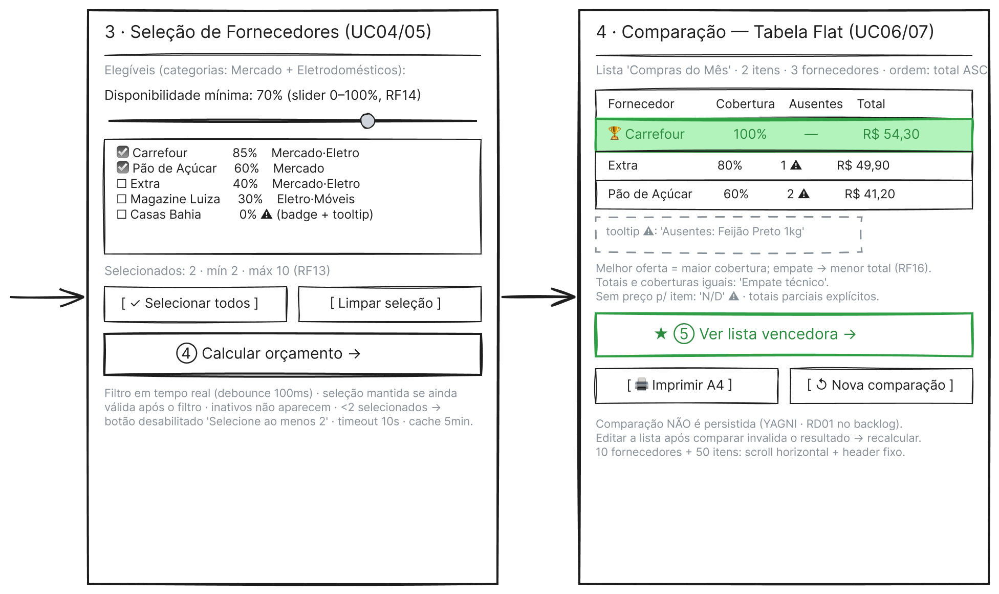 3 · Seleção de Fornecedores (UC04/05)
Elegíveis (categorias: Mercado + Eletrodomésticos):
Disponibilidade mínima: 70% (slider 0–100%, RF14)
☑ Carrefour 85% Mercado·Eletro
☑ Pão de Açúcar 60% Mercado
☐ Extra 40% Mercado·Eletro
☐ Magazine Luiza 30% Eletro·Móveis
☐ Casas Bahia 0% ⚠ (badge + tooltip)
Selecionados: 2 · mín 2 · máx 10 (RF13)
[ ✓ Selecionar todos ]
[ Limpar seleção ]
④ Calcular orçamento →
Filtro em tempo real (debounce 100ms) · seleção mantida se ainda
válida após o filtro · inativos não aparecem · <2 selecionados →
botão desabilitado 'Selecione ao menos 2' · timeout 10s · cache 5min.
4 · Comparação — Tabela Flat (UC06/07)
Lista 'Compras do Mês' · 2 itens · 3 fornecedores · ordem: total ASC
Fornecedor Cobertura Ausentes Total
🏆 Carrefour 100% — R$ 54,30
Extra 80% 1 ⚠ R$ 49,90
Pão de Açúcar 60% 2 ⚠ R$ 41,20
tooltip ⚠: 'Ausentes: Feijão Preto 1kg'
Melhor oferta = maior cobertura; empate → menor total (RF16).
Totais e coberturas iguais: 'Empate técnico'.
Sem preço p/ item: 'N/D' ⚠ · totais parciais explícitos.
★ ⑤ Ver lista vencedora →
[ 🖨 Imprimir A4 ]
[ ↺ Nova comparação ]
Comparação NÃO é persistida (YAGNI · RD01 no backlog).
Editar a lista após comparar invalida o resultado → recalcular.
10 fornecedores + 50 itens: scroll horizontal + header fixo.